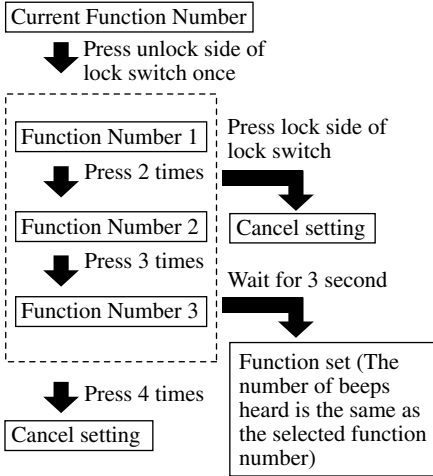 Current Function Number
Press unlock side of
lock switch once
Function Number 1
Press 2 times
Function Number 2
Press 3 times
Function Number 3
Press 4 times
Cancel setting
Press lock side of
lock switch
Cancel setting
Wait for 3 second
Function set (The
number of beeps
heard is the same as
the selected function
number)